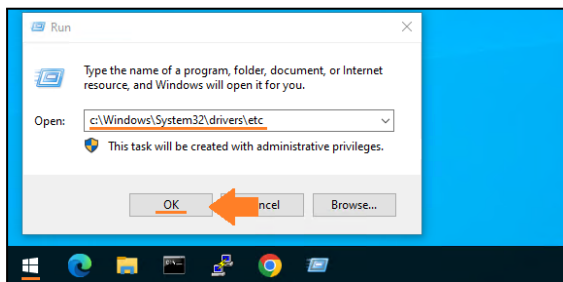 Run
Type the name of a program, folder, document, or Internet
resource, and Windows will open it for you.
Open: c:\Windows\System32\drivers\etc
This task will be created with administrative privileges.
OK ncel Browse...